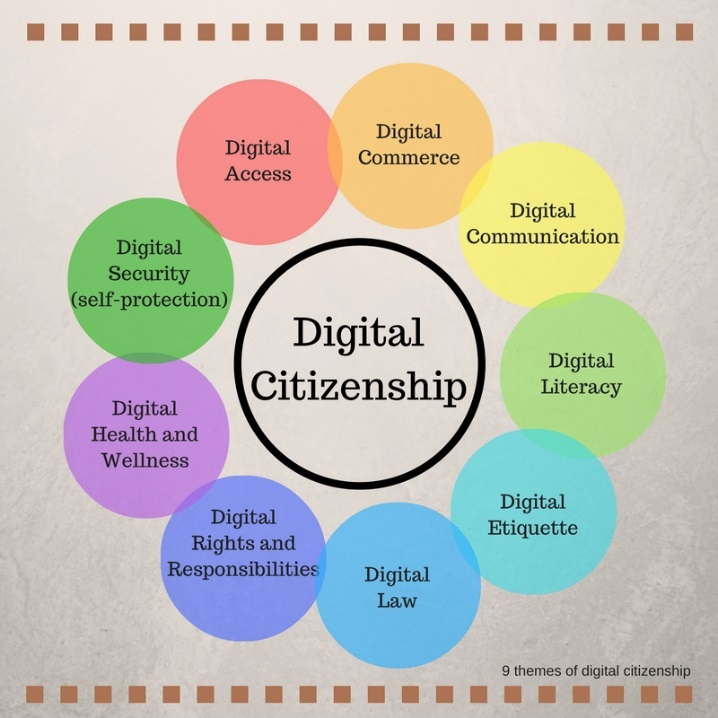 Digital
Access
Digital
Commerce
Digital
Communication
Digital
Literacy
Digital
Etiquette
Digital
Law
Digital
Rights and
Responsibilities
Digital
Health and
Wellness
Digital
Security
(self-protection)
Digital
Citizenship
9 themes of digital citizenship